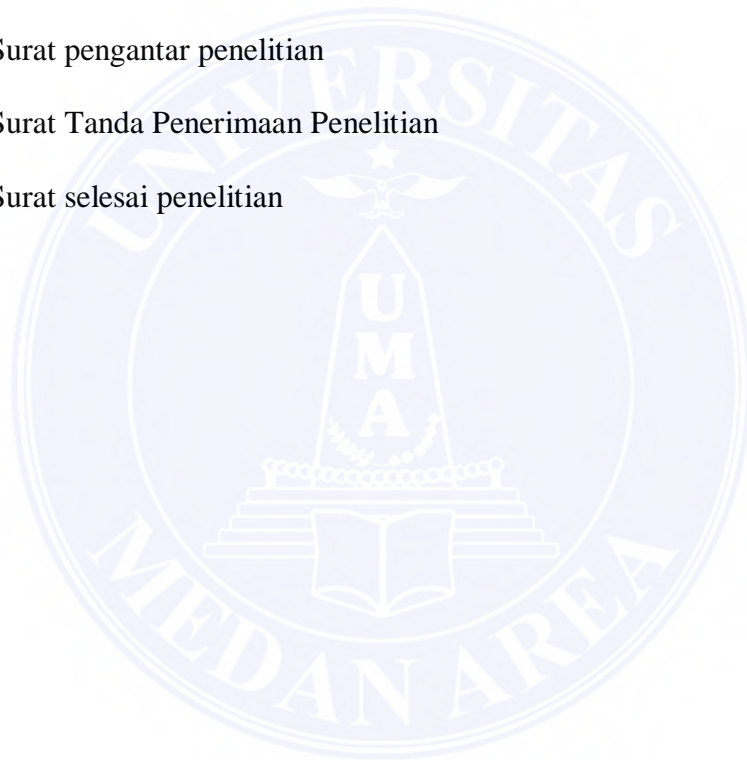 Surat pengantar penelitian
Surat Tanda Penerimaan Penelitian
Surat selesai penelitian
UNIVERSITAS
U
M
A
MEDAN AREA